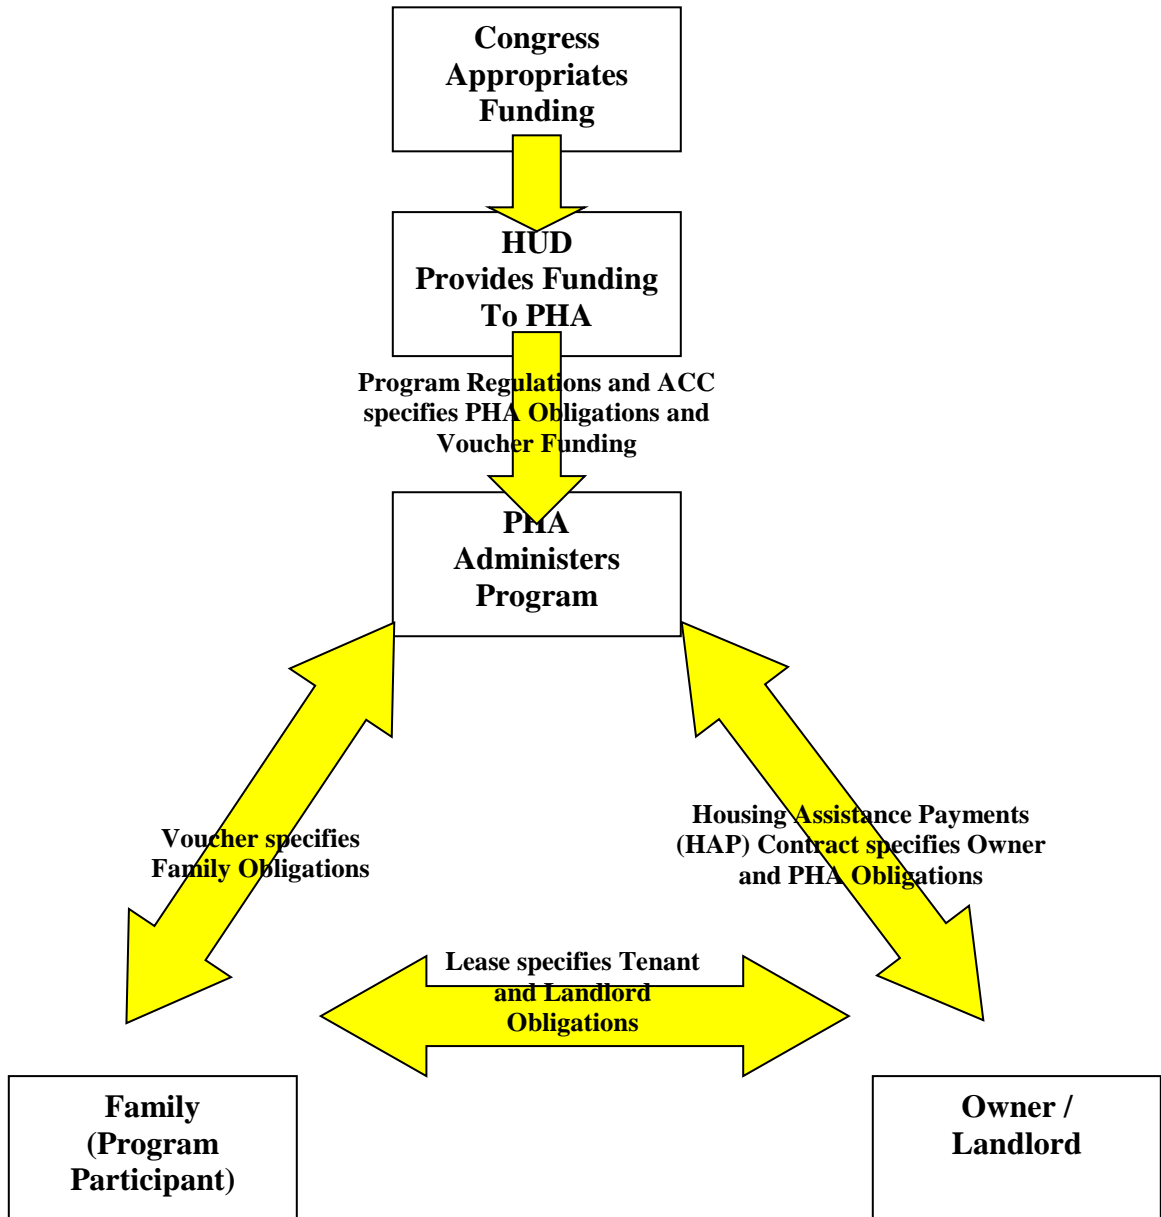 Congress
Appropriates
Funding
HUD
Provides Funding
To PHA
Program Regulations and ACC
specifies PHA Obligations and
Voucher Funding
PHA
Administers
Program
Voucher specifies
Family Obligations
Housing Assistance Payments
(HAP) Contract specifies Owner
and PHA Obligations
Lease specifies Tenant
and Landlord
Obligations
Family
(Program
Participant)
Owner /
Landlord